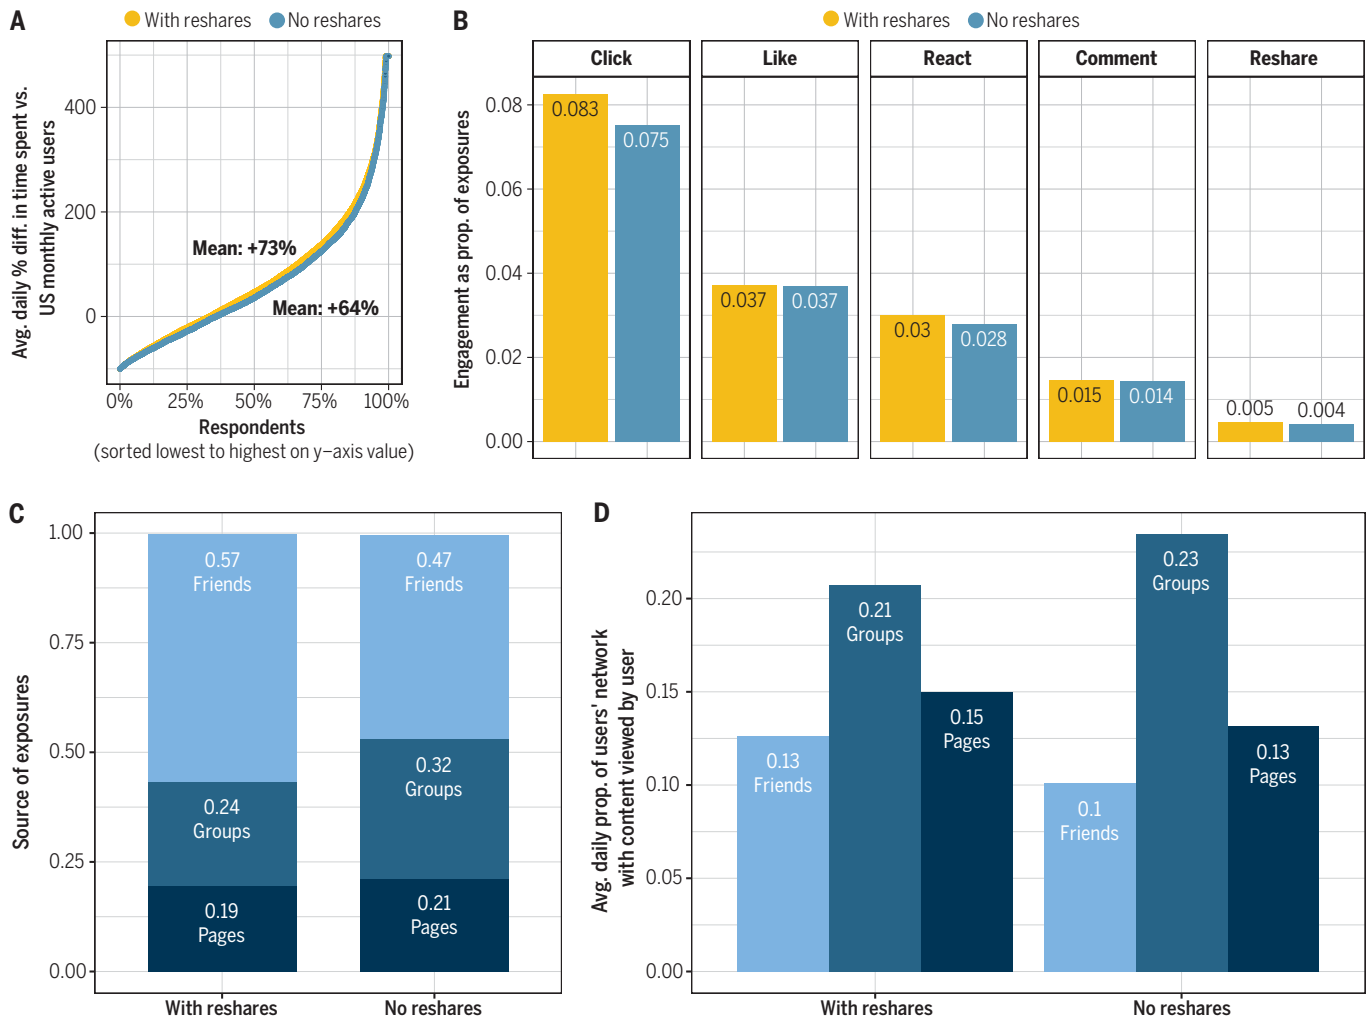 A
With reshares No reshares
Avg. daily % diff. in time spent vs.
US monthly active users
400
200
0
Mean: +73%
Mean: +64%
0% 25% 50% 75% 100%
Respondents
(sorted lowest to highest on y–axis value)
B
With reshares No reshares
Click Like React Comment Reshare
Engagement as prop. of exposures
0.08
0.06
0.04
0.02
0.00
0.083 0.075
0.037 0.037
0.03 0.028
0.015 0.014
0.005 0.004
C
Source of exposures
1.00
0.75
0.50
0.25
0.00
0.57
Friends
0.24
Groups
0.19
Pages
0.47
Friends
0.32
Groups
0.21
Pages
With reshares No reshares
D
Avg. daily prop. of users' network
with content viewed by user
0.20
0.15
0.10
0.05
0.00
0.13
Friends
0.21
Groups
0.15
Pages
0.1
Friends
0.23
Groups
0.13
Pages
With reshares No reshares